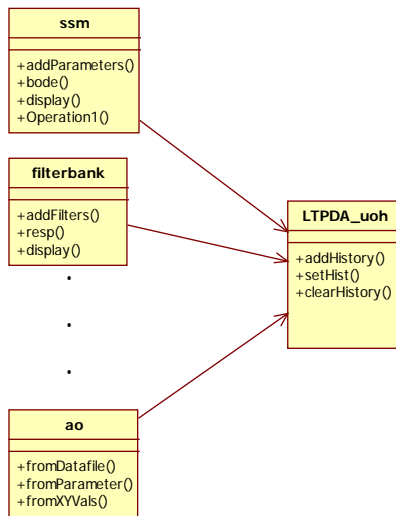 ssm
+addParameters()
+bode()
+display()
+Operation1()
filterbank
+addFilters()
+resp()
+display()
LTPDA_uoh
+addHistory()
+setHist()
+clearHistory()
ao
+fromDatafile()
+fromParameter()
+fromXYVals()